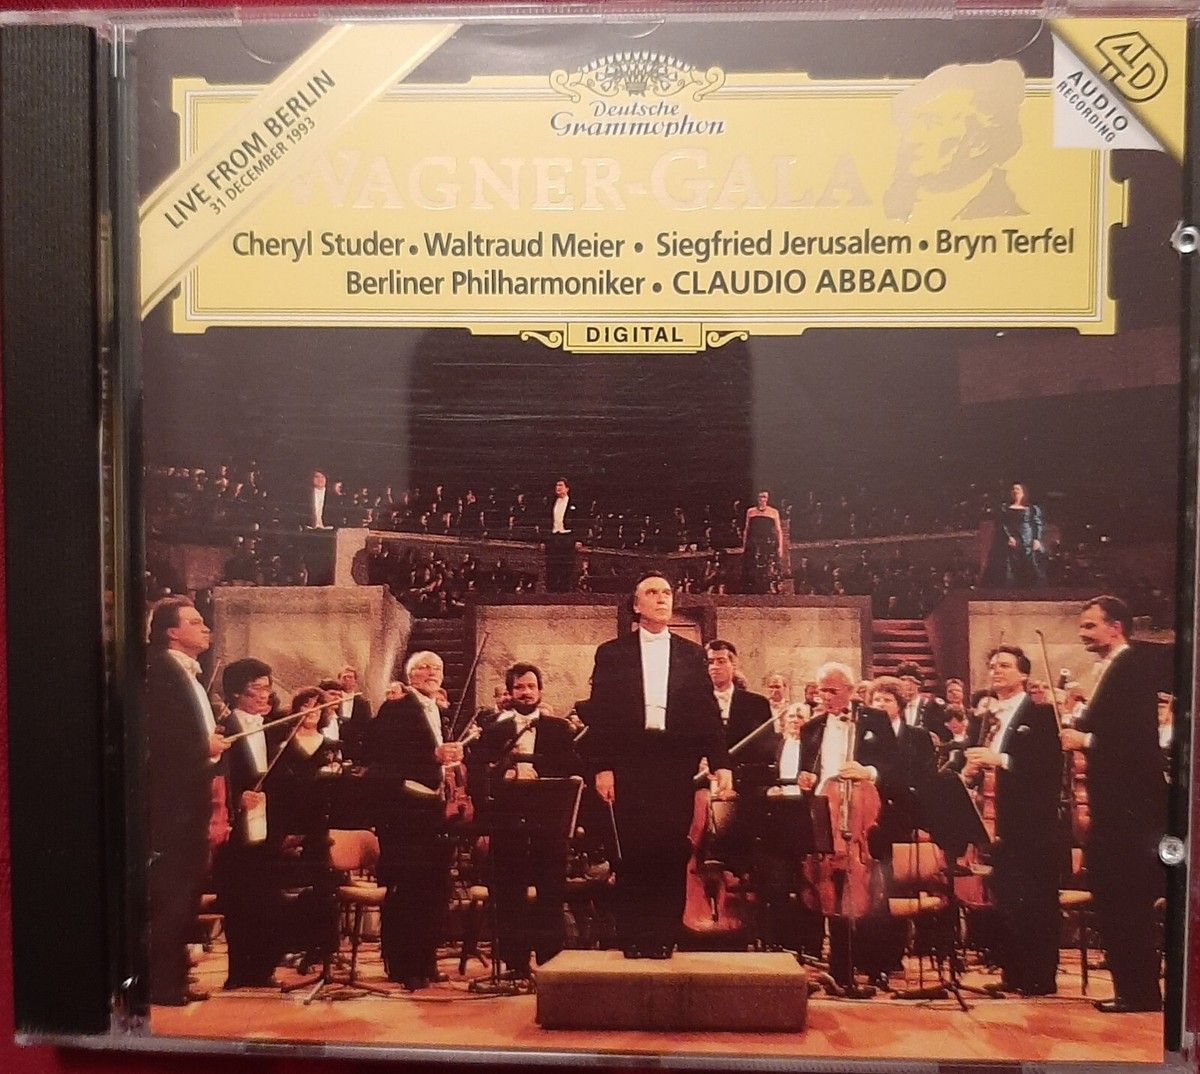 LIVE FROM BERLIN
31 DECEMBER 1993
Deutsche
Grammophon
4D
AUDIO
RECORDING
WAGNER-GALA
Cheryl Studer • Waltraud Meier • Siegfried Jerusalem • Bryn Terfel
Berliner Philharmoniker • CLAUDIO ABBADO
DIGITAL